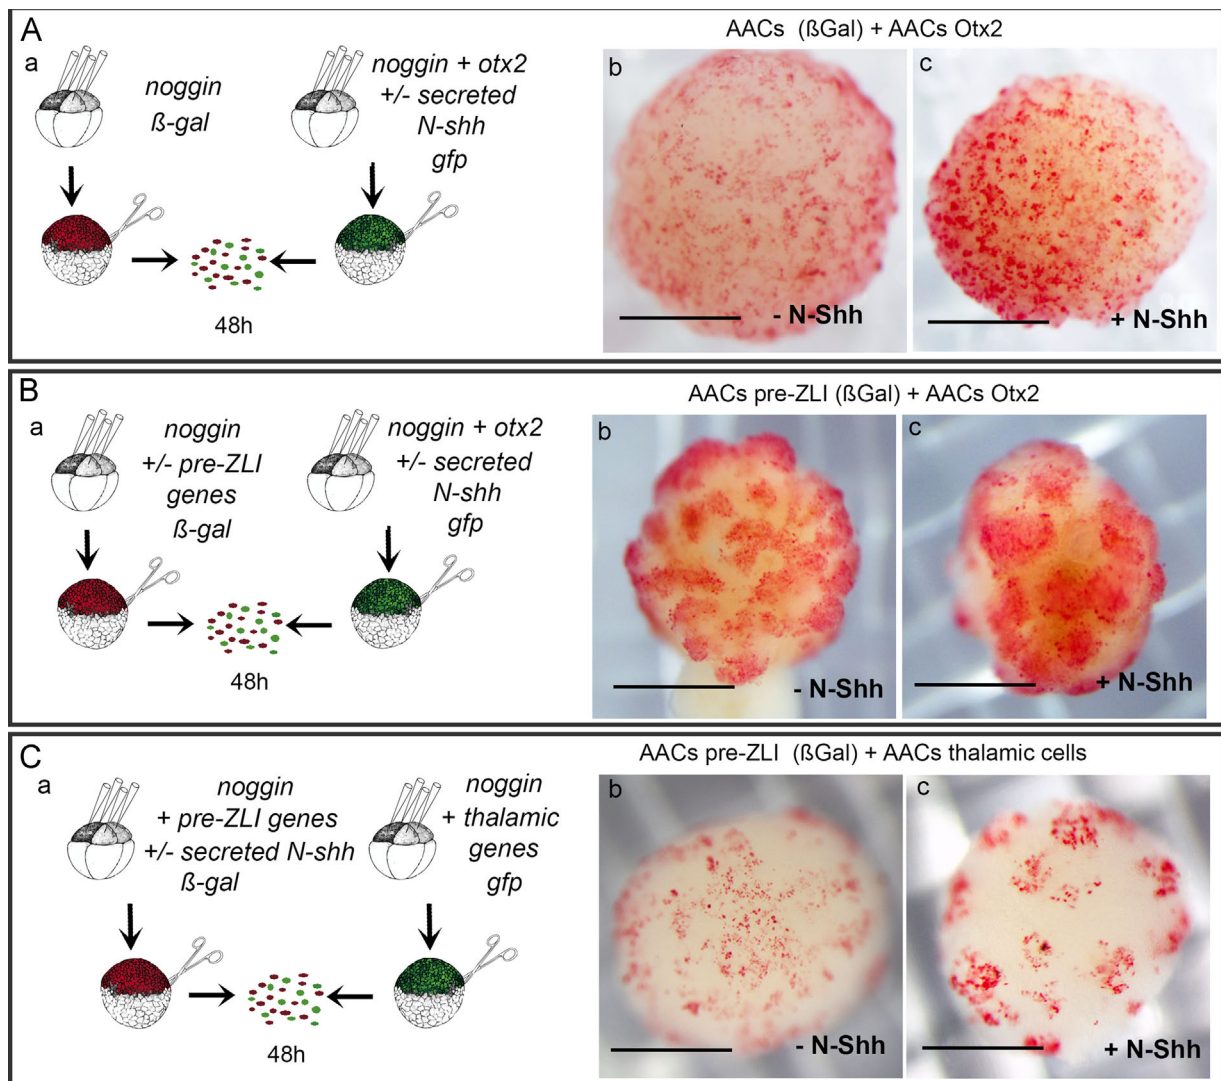 A
AACs (ßGal) + AACs Otx2
a
noggin
ß-gal
noggin + otx2
+/- secreted
N-shh
gfp
48h
b
- N-Shh
c
+ N-Shh
B
AACs pre-ZLI (ßGal) + AACs Otx2
a
noggin
+/- pre-ZLI
genes
ß-gal
noggin + otx2
+/- secreted
N-shh
gfp
48h
b
- N-Shh
c
+ N-Shh
C
AACs pre-ZLI (ßGal) + AACs thalamic cells
a
noggin
+ pre-ZLI genes
+/- secreted N-shh
ß-gal
noggin
+ thalamic
genes
gfp
48h
b
- N-Shh
c
+ N-Shh